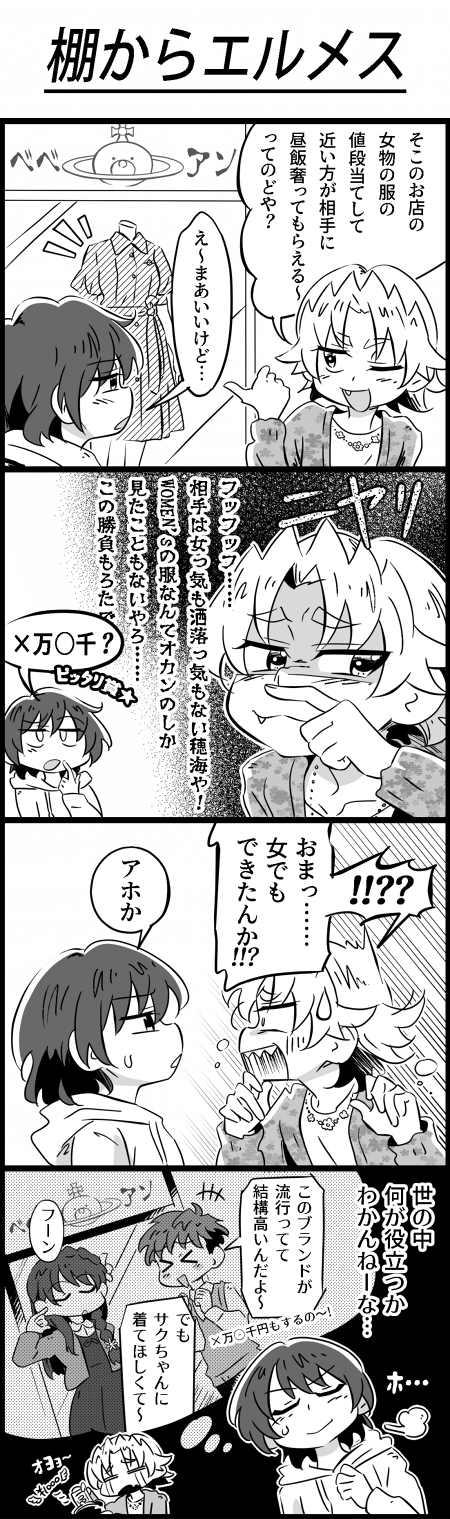 棚からエルメス
そこのお店の
女物の服の
値段当てして
近い方が相手に
昼飯奢ってもらえる〜
ってのどや?
ベベ
アン
え〜まあいいけど…
ニヤリ
フッフッフ……
相手は女っ気も洒落っ気もない穂海や!
WOMEN'Sの服なんてオカンのしか
見たこともないやろ……
この勝負もろたで
×万○千?
ピッタリ賞★
!!??
おまっ……
女でも
できたんか!!?
アホか
世の中
何が役立つか
わかんねーな…
ベベ
アン
このブランドが
流行ってて
結構高いんだよ〜
フーン
×万○千円もするの〜!
でも
サクちゃんに
着てほしくて〜
ホ…
オヨヨ〜